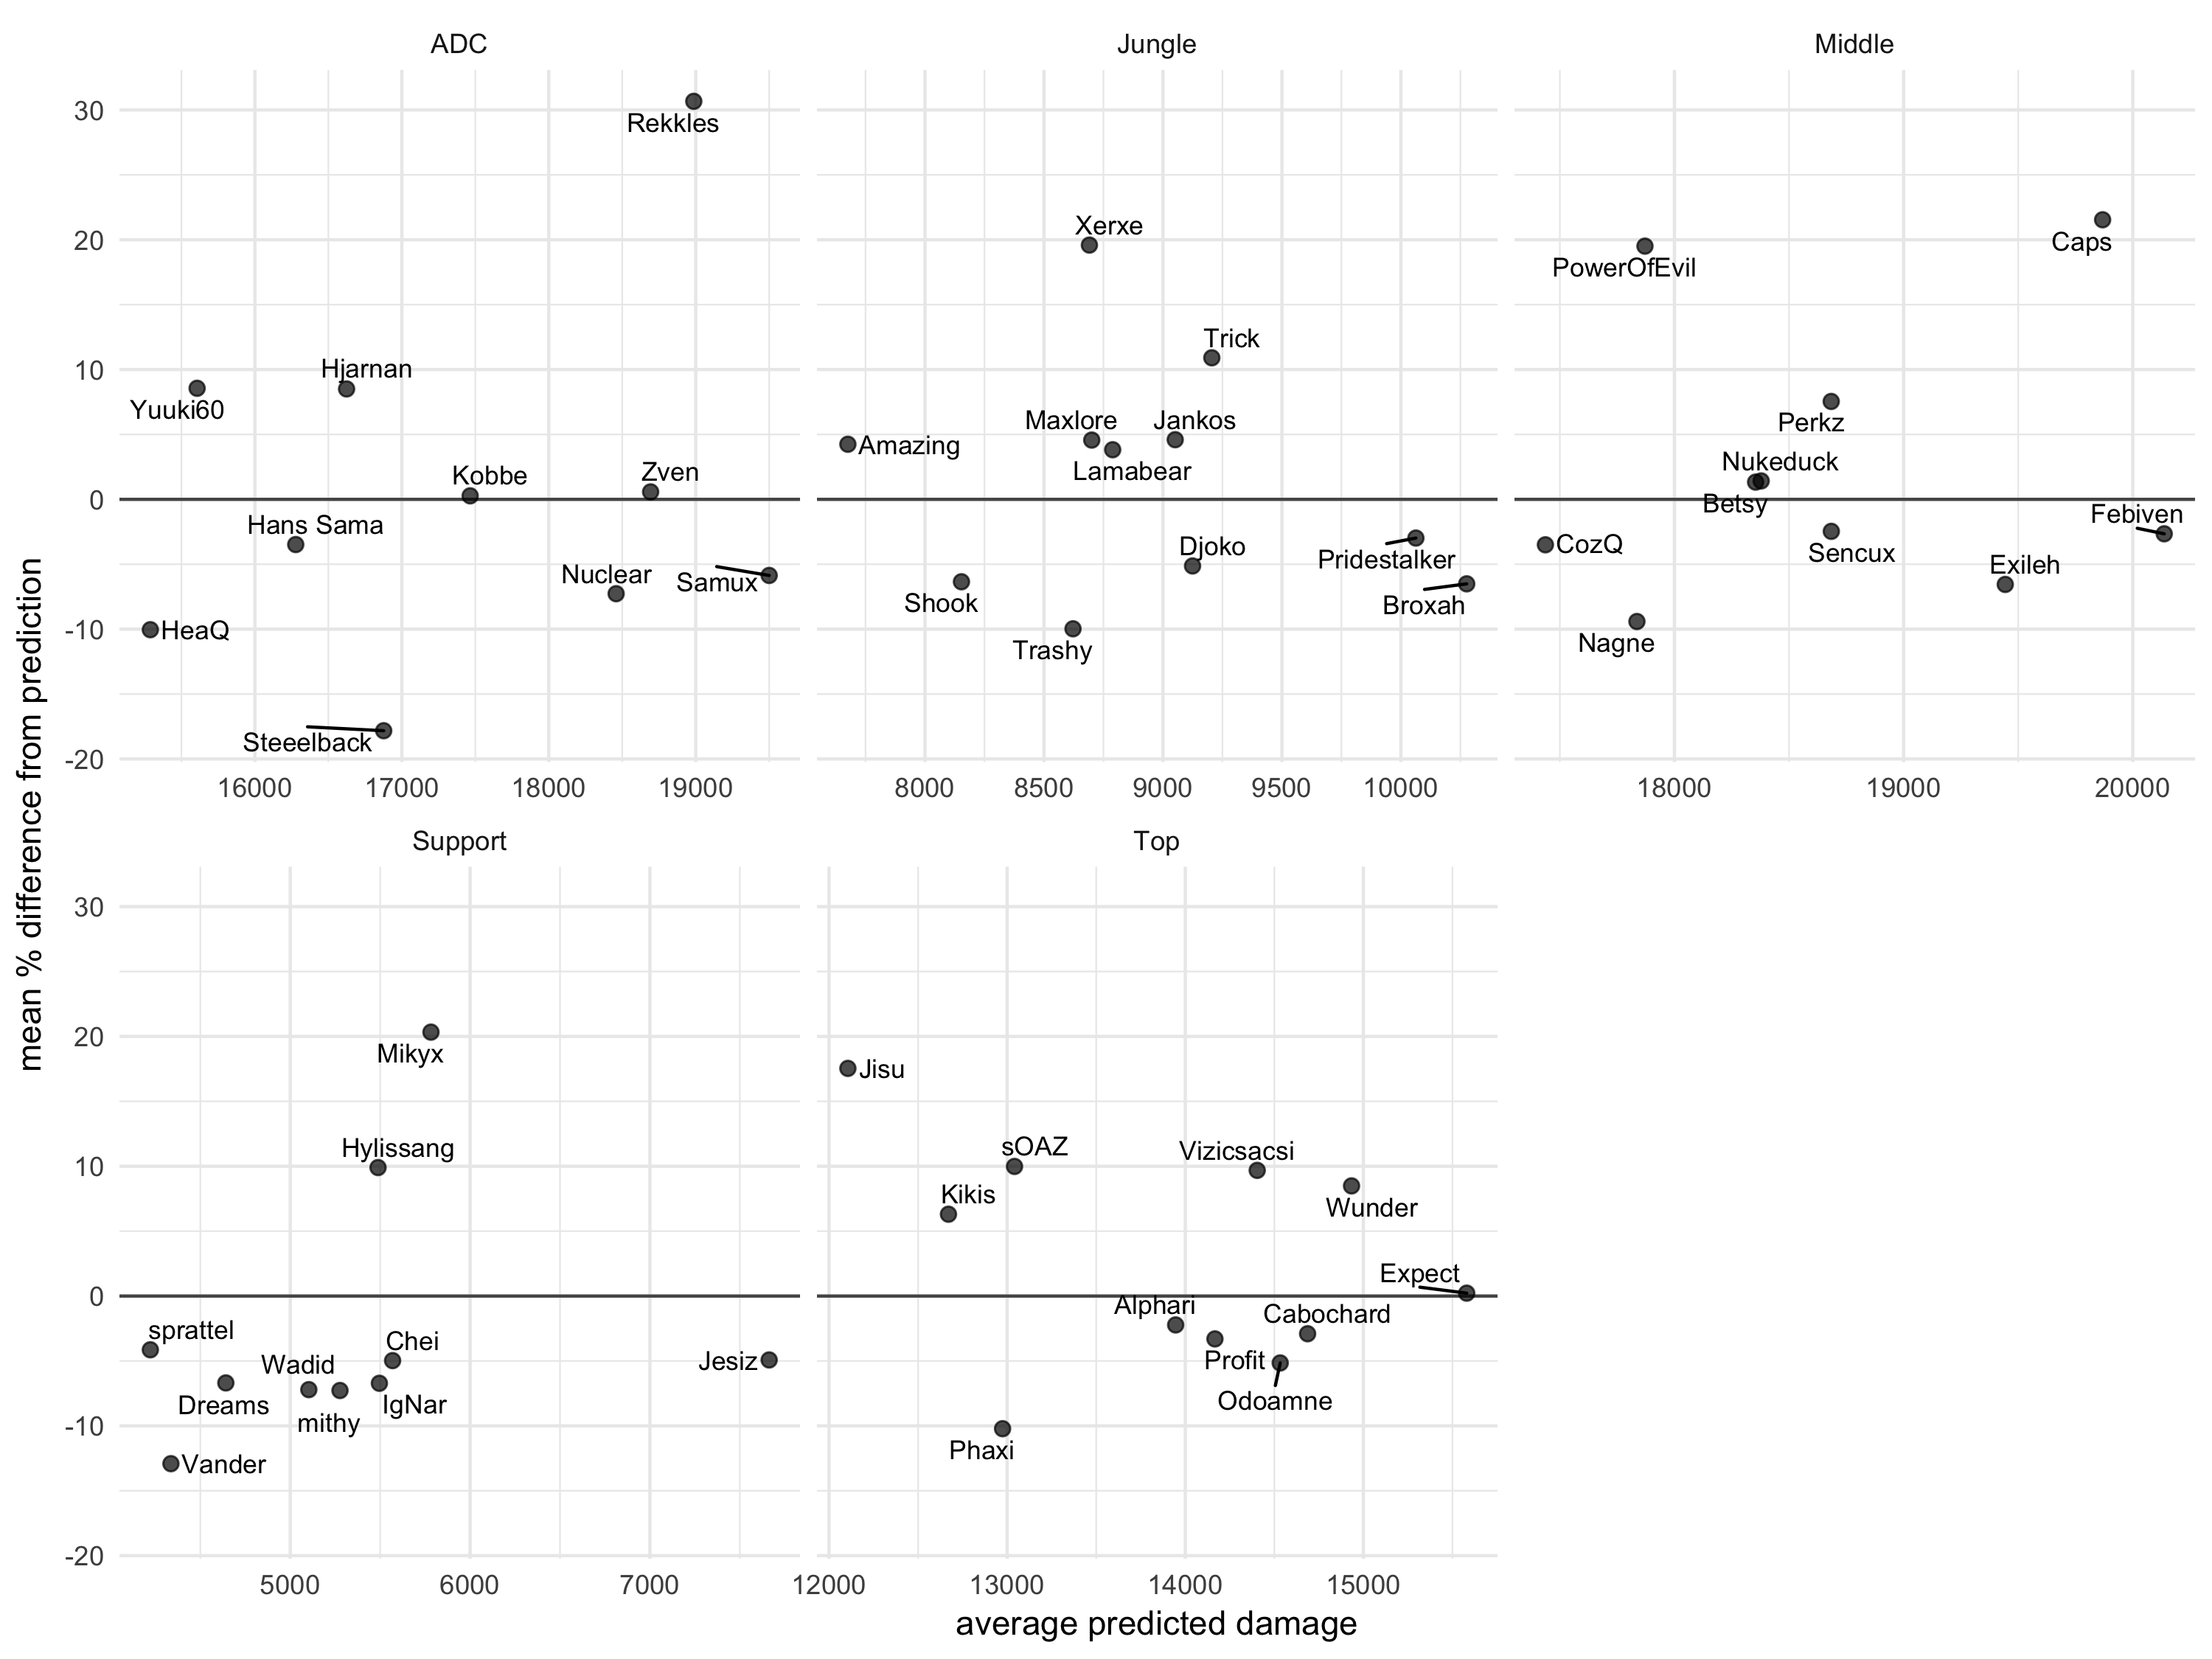 ADC
Jungle
Middle
30
20
10
0
-10
-20
Rekkles
Hjarnan
Yuuki60
Kobbe
Zven
Hans Sama
Nuclear
Samux
HeaQ
Steeelback
Xerxe
Trick
Maxlore
Jankos
Amazing
Lamabear
Djoko
Pridestalker
Shook
Broxah
Trashy
Caps
PowerOfEvil
Perkz
Nukeduck
Betsy
Febiven
CozQ
Sencux
Exileh
Nagne
16000 17000 18000 19000
8000 8500 9000 9500 10000
18000 19000 20000
mean % difference from prediction
Support
Top
30
20
10
0
-10
-20
Mikyx
Hylissang
sprattel
Chei
Wadid
Jesiz
Dreams
IgNar
mithy
Vander
Jisu
sOAZ
Vizicsacsi
Kikis
Wunder
Expect
Alphari
Cabochard
Profit
Odoamne
Phaxi
5000 6000 7000
12000 13000 14000 15000
average predicted damage